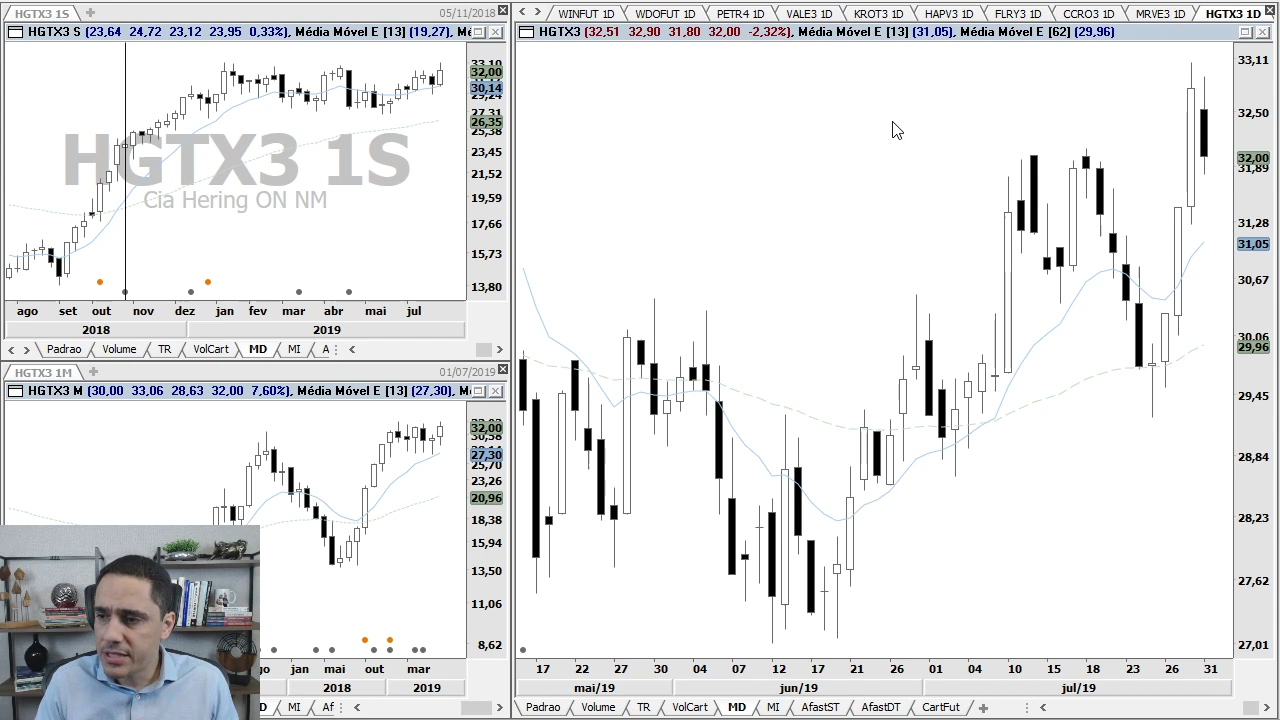 HGTX3 1S
05/11/2018
HGTX3 S (23,64 24,72 23,12 23,95 0,33%), Média Móvel E [13] (19,27), M
33,10
32,00
30,14
26,35
25,38
23,45
21,52
19,59
17,66
15,73
13,80
HGTX3 1S
Cia Hering ON NM
ago set out nov dez jan fev mar abr mai jul
2018 2019
Padrao Volume TR VolCart MD MI A
HGTX3 1M
01/07/2019
HGTX3 M (30,00 33,06 28,63 32,00 7,60%), Média Móvel E [13] (27,30), M
32,00
30,58
27,30
25,70
23,26
20,96
18,38
15,94
13,50
11,06
8,62
go jan mai out mar
2018 2019
D MI Af
WINFUT 1D WDOFUT 1D PETR4 1D VALE3 1D KROT3 1D HAPV3 1D FLRY3 1D CCRO3 1D MRVE3 1D HGTX3 1D
HGTX3 (32,51 32,90 31,80 32,00 -2,32%), Média Móvel E [13] (31,05), Média Móvel E [62] (29,96)
33,11
32,50
32,00
31,89
31,28
31,05
30,67
30,06
29,96
29,45
28,84
28,23
27,62
27,01
17 22 27 30 04 07 12 17 21 26 01 04 10 15 18 23 26 31
mai/19 jun/19 jul/19
Padrao Volume TR VolCart MD MI AfastST AfastDT CartFut